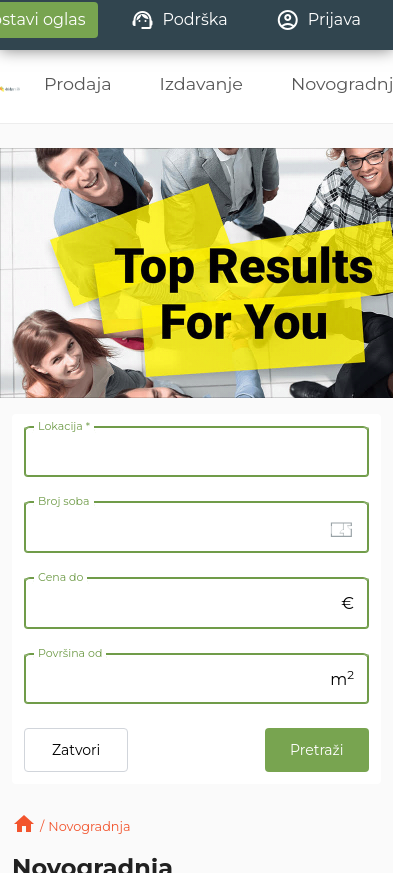 ostavi oglas
Podrška
Prijava
Prodaja
Izdavanje
Novogradnj
Top Results
For You
Lokacija *
Broj soba
Cena do
€
Površina od
m²
Zatvori
Pretraži
/ Novogradnja
Novogradnja